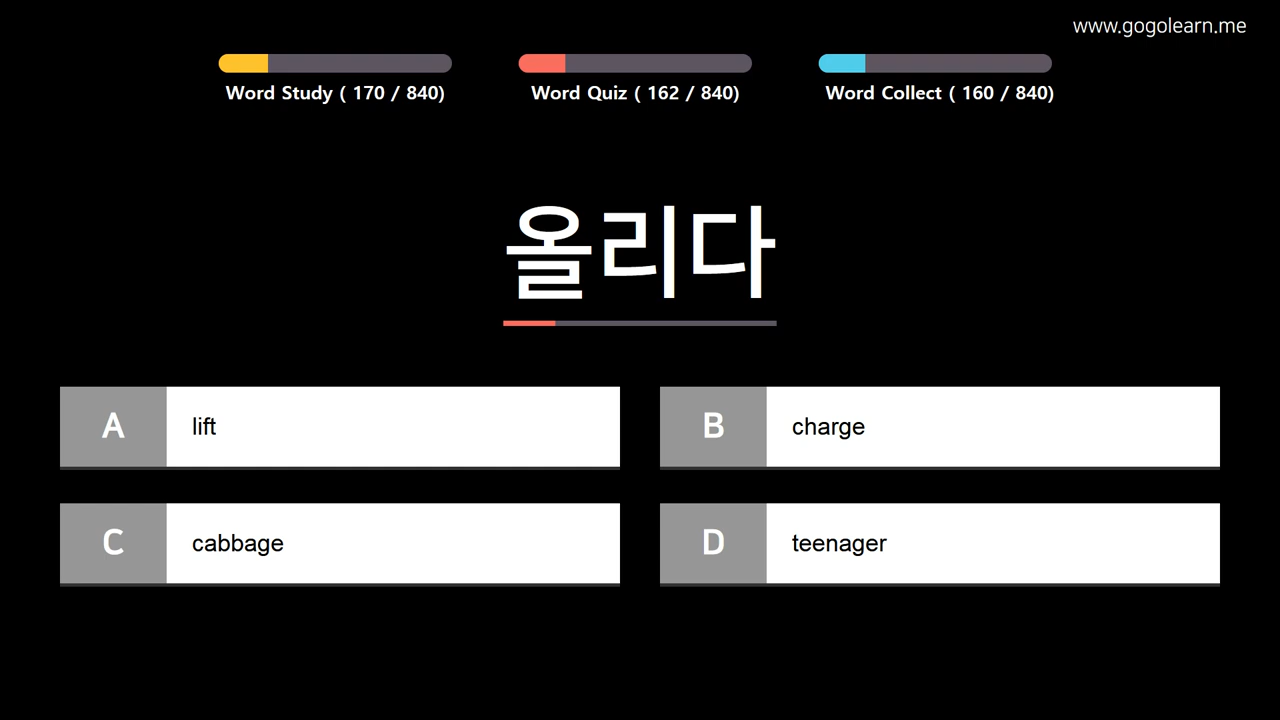 www.gogolearn.me
Word Study ( 170 / 840)
Word Quiz ( 162 / 840)
Word Collect ( 160 / 840)
올리다
A lift
B charge
C cabbage
D teenager